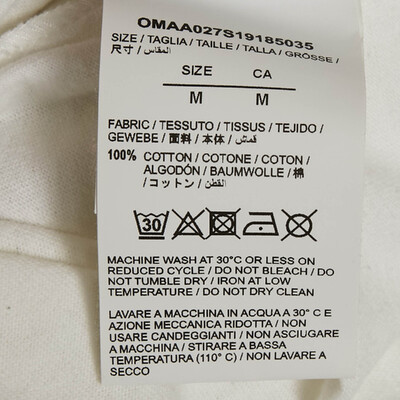 OMAA027S19185035
SIZE / TAGLIA / TAILLE / TALLA / GRÖSSE /
尺寸 / المقاس /
SIZE CA
M M
FABRIC / TESSUTO / TISSUS / TEJIDO /
GEWEBE / 面料 / 本体 / قماش /
100% COTTON / COTONE / COTON /
ALGODÓN / BAUMWOLLE / 棉
/ コットン / القطن /
30
MACHINE WASH AT 30°C OR LESS ON
REDUCED CYCLE / DO NOT BLEACH / DO
NOT TUMBLE DRY / IRON AT LOW
TEMPERATURE / DO NOT DRY CLEAN
LAVARE A MACCHINA IN ACQUA A 30° C E
AZIONE MECCANICA RIDOTTA / NON
USARE CANDEGGIANTI / NON ASCIUGARE
A MACCHINA / STIRARE A BASSA
TEMPERATURA (110° C) / NON LAVARE A
SECCO